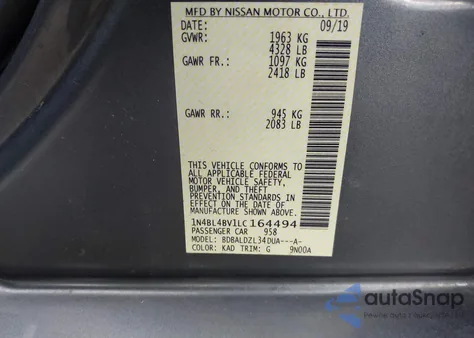 MFD BY NISSAN MOTOR CO., LTD.
09/19
GVWR: 1963 KG
4328 LB
GAWR FR.: 1097 KG
2418 LB
GAWR RR.: 945 KG
2083 LB
THIS VEHICLE CONFORMS TO
ALL APPLICABLE FEDERAL
MOTOR VEHICLE SAFETY,
BUMPER, AND THEFT
PREVENTION STANDARDS
IN EFFECT ON THE DATE
OF MANUFACTURE SHOWN ABOVE.
1N4BL4BV1LC164494
PASSENGER CAR 958
MODEL: BDBALDZL34DUA---A-
COLOR: KAD TRIM: G 9N00A
autoSnap
Powered by AutoBidMaster